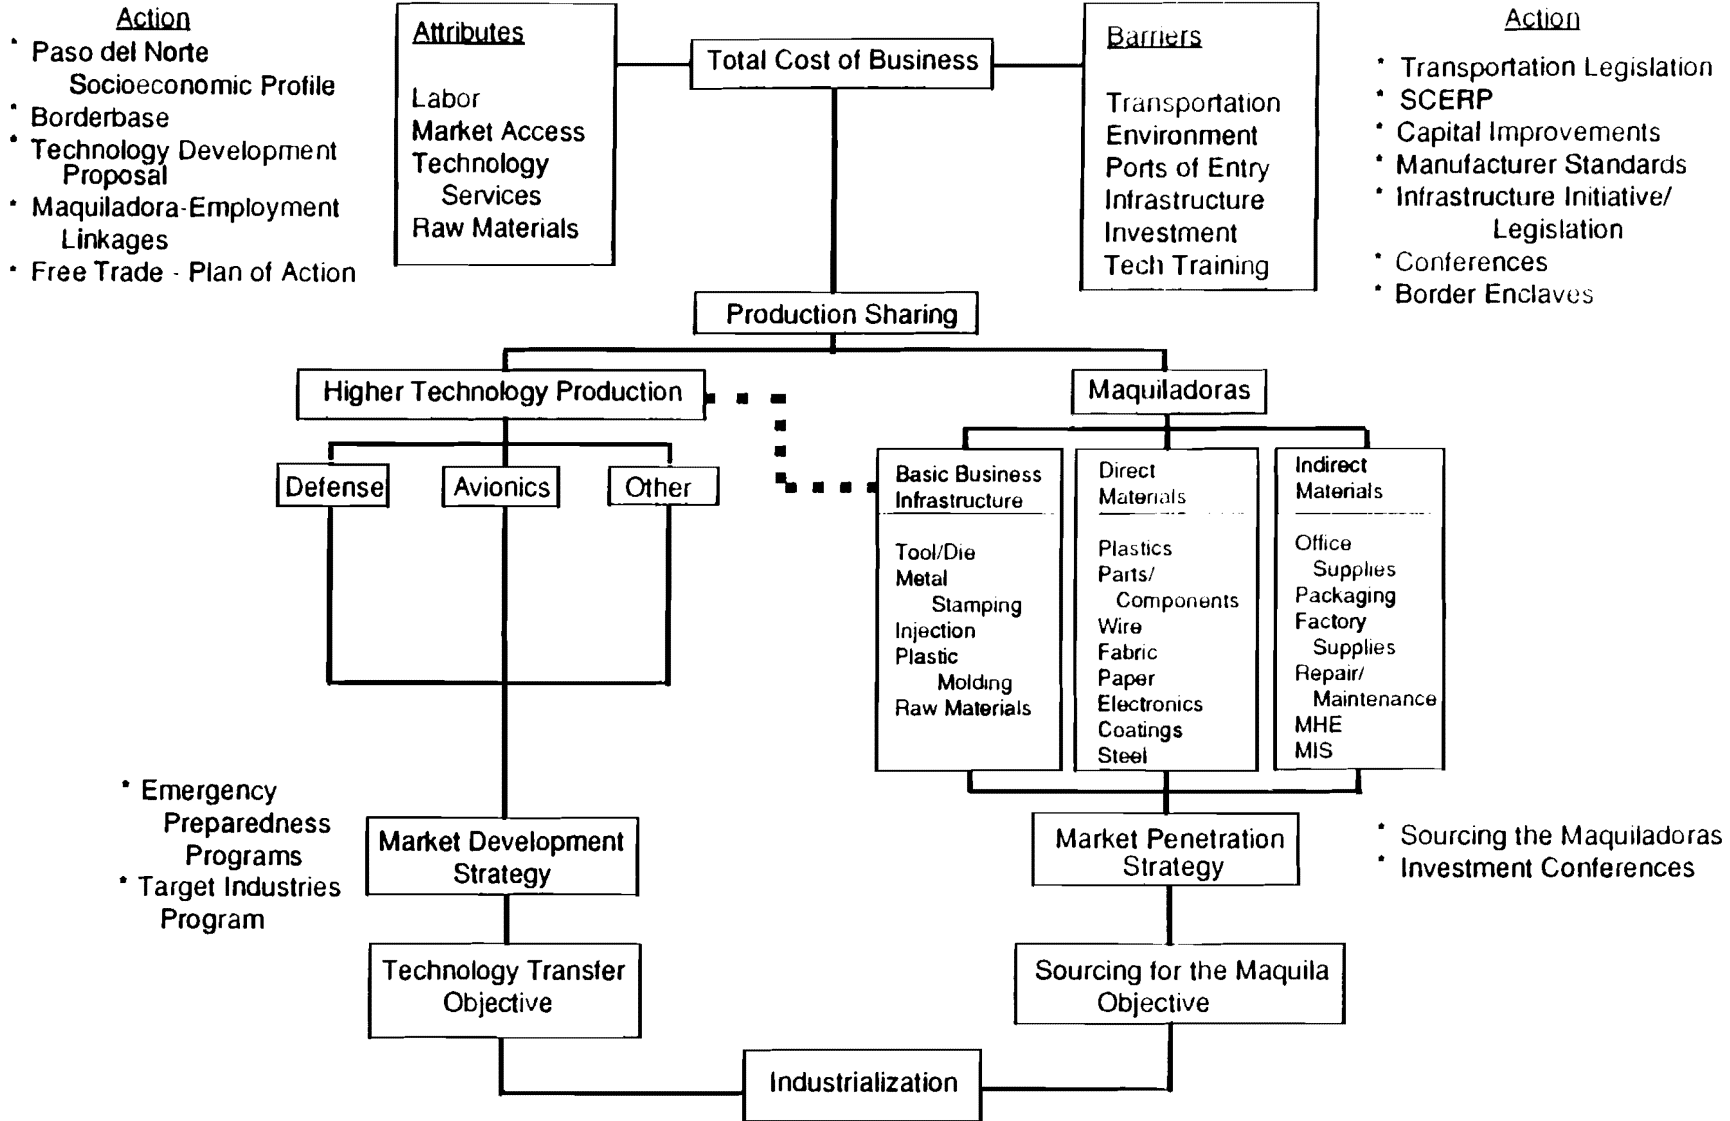 Action
* Paso del Norte
Socioeconomic Profile
* Borderbase
* Technology Development
Proposal
* Maquiladora-Employment
Linkages
* Free Trade - Plan of Action
Attributes
Labor
Market Access
Technology
Services
Raw Materials
Total Cost of Business
Barriers
Transportation
Environment
Ports of Entry
Infrastructure
Investment
Tech Training
Action
* Transportation Legislation
* SCERP
* Capital Improvements
* Manufacturer Standards
* Infrastructure Initiative/
Legislation
* Conferences
* Border Enclaves
Production Sharing
Higher Technology Production
Maquiladoras
Defense
Avionics
Other
Basic Business
Infrastructure
Tool/Die
Metal
Stamping
Injection
Plastic
Molding
Raw Materials
Direct
Materials
Plastics
Parts/
Components
Wire
Fabric
Paper
Electronics
Coatings
Steel
Indirect
Materials
Office
Supplies
Packaging
Factory
Supplies
Repair/
Maintenance
MHE
MIS
* Emergency
Preparedness
Programs
* Target Industries
Program
Market Development
Strategy
Market Penetration
Strategy
* Sourcing the Maquiladoras
* Investment Conferences
Technology Transfer
Objective
Sourcing for the Maquila
Objective
Industrialization